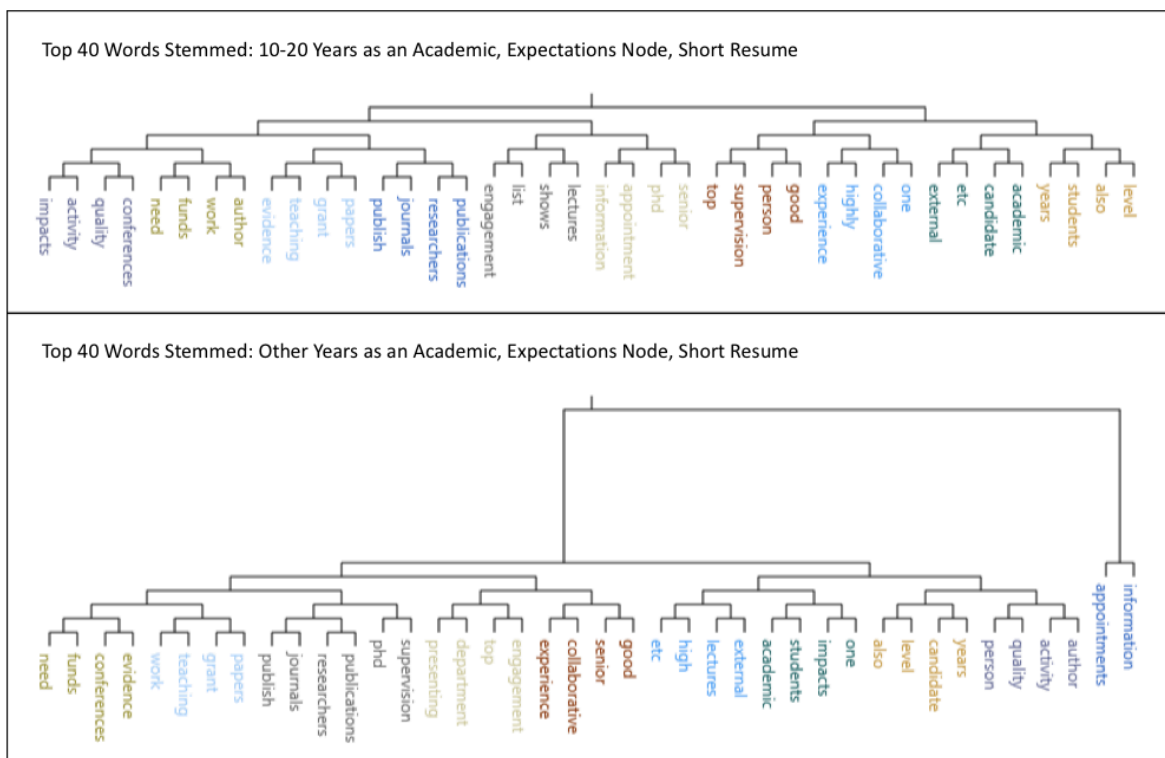 Top 40 Words Stemmed: 10-20 Years as an Academic, Expectations Node, Short Resume
impacts
activity
quality
conferences
need
funds
work
author
evidence
teaching
grant
papers
publish
journals
researchers
publications
engagement
list
shows
lectures
information
appointment
phd
senior
top
supervision
person
good
experience
highly
collaborative
one
external
etc
candidate
academic
years
students
also
level
Top 40 Words Stemmed: Other Years as an Academic, Expectations Node, Short Resume
need
funds
conferences
evidence
work
teaching
grant
papers
publish
journals
researchers
publications
phd
supervision
presenting
department
top
engagement
experience
collaborative
senior
good
etc
high
lectures
external
academic
students
impacts
one
also
level
candidate
years
person
quality
activity
author
appointments
information